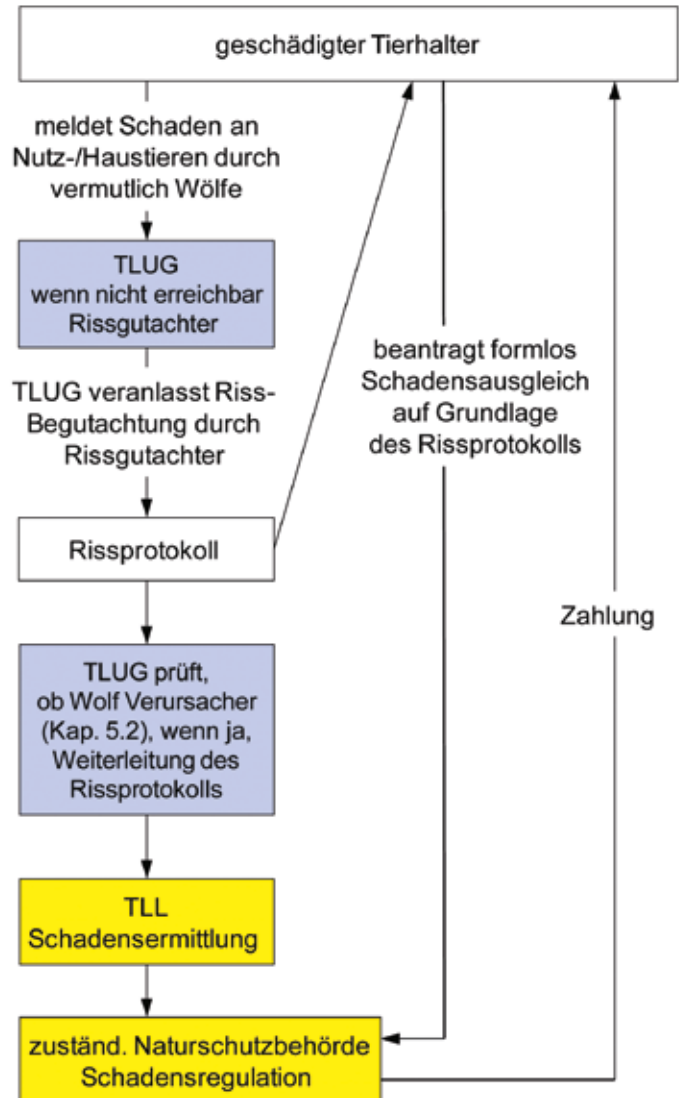 geschädigter Tierhalter
meldet Schaden an
Nutz-/Haustieren durch
vermutlich Wölfe
TLUG
wenn nicht erreichbar
Rissgutachter
TLUG veranlasst Riss-
Begutachtung durch
Rissgutachter
Rissprotokoll
TLUG prüft,
ob Wolf Verursacher
(Kap. 5.2), wenn ja,
Weiterleitung des
Rissprotokolls
TLL
Schadensermittlung
zuständ. Naturschutzbehörde
Schadensregulation
beantragt formlos
Schadensausgleich
auf Grundlage
des Rissprotokolls
Zahlung